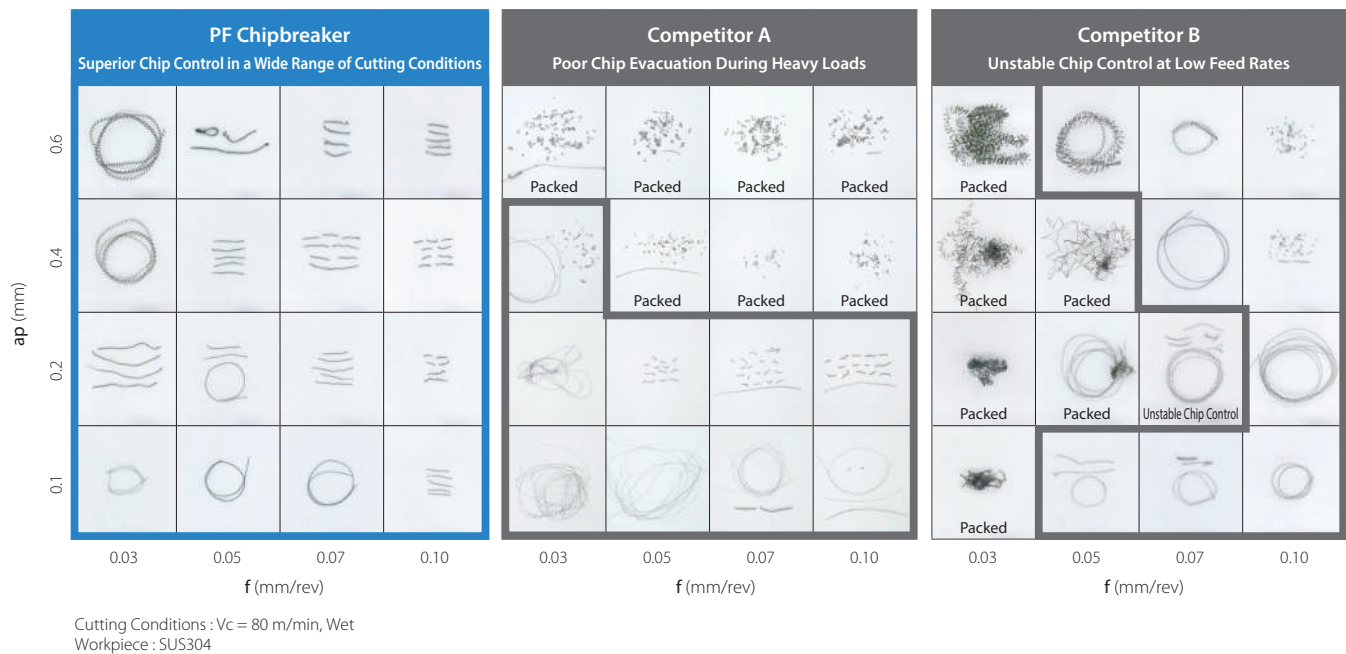 PF Chipbreaker
Superior Chip Control in a Wide Range of Cutting Conditions
Competitor A
Poor Chip Evacuation During Heavy Loads
Competitor B
Unstable Chip Control at Low Feed Rates
ap (mm)
0.6
Packed
Packed
Packed
Packed
Packed
0.4
Packed
Packed
Packed
Packed
Packed
0.2
Packed
Packed
Unstable Chip Control
0.1
Packed
0.03
0.05
0.07
0.10
0.03
0.05
0.07
0.10
0.03
0.05
0.07
0.10
f (mm/rev)
f (mm/rev)
f (mm/rev)
Cutting Conditions : Vc = 80 m/min, Wet
Workpiece : SUS304